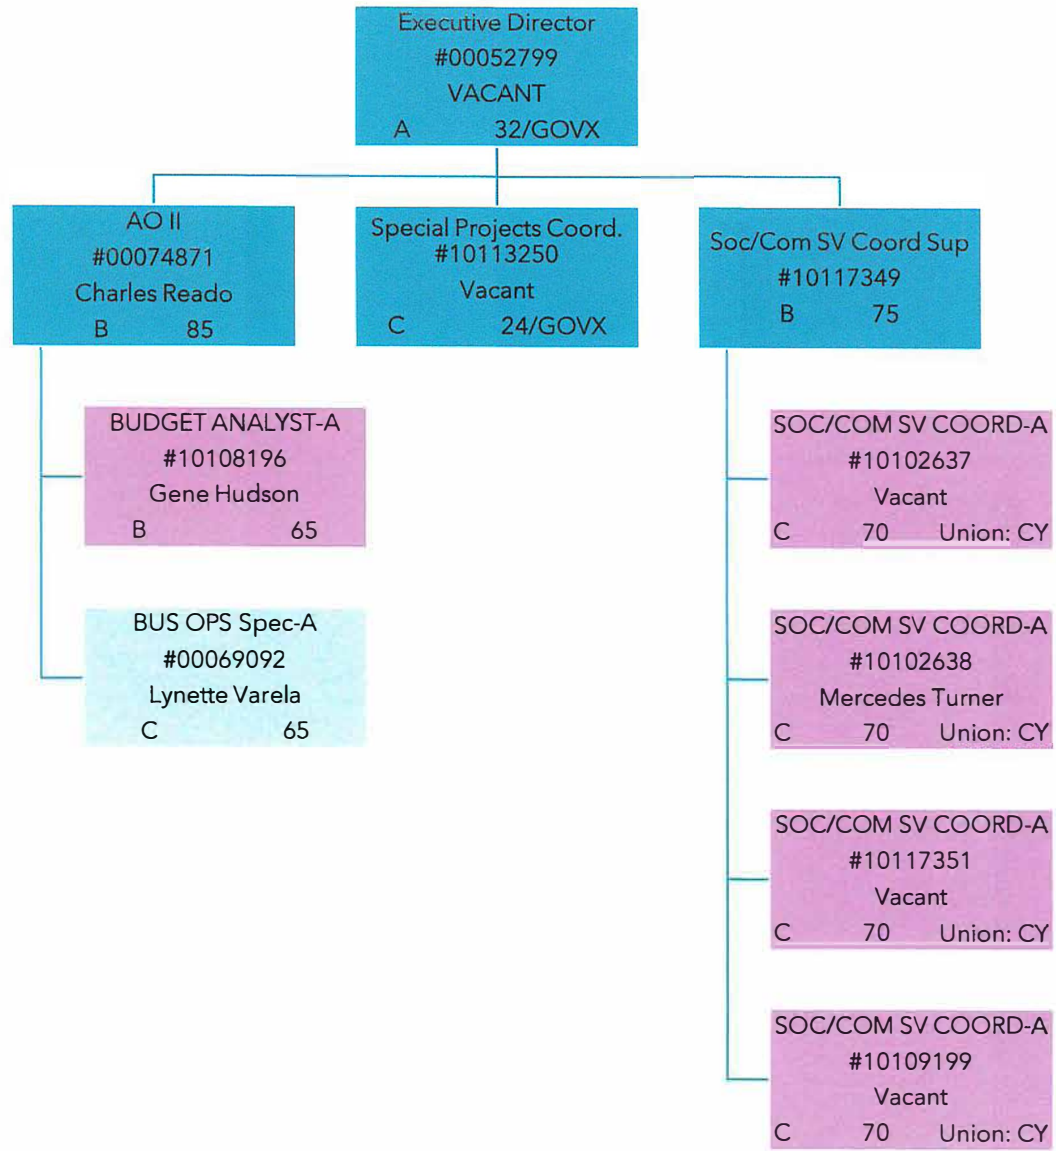 Executive Director
#00052799
VACANT
A 32/GOVX
AO II
#00074871
Charles Reado
B 85
Special Projects Coord.
#10113250
Vacant
C 24/GOVX
Soc/Com SV Coord Sup
#10117349
B 75
BUDGET ANALYST-A
#10108196
Gene Hudson
B 65
BUS OPS Spec-A
#00069092
Lynette Varela
C 65
SOC/COM SV COORD-A
#10102637
Vacant
C 70 Union: CY
SOC/COM SV COORD-A
#10102638
Mercedes Turner
C 70 Union: CY
SOC/COM SV COORD-A
#10117351
Vacant
C 70 Union: CY
SOC/COM SV COORD-A
#10109199
Vacant
C 70 Union: CY